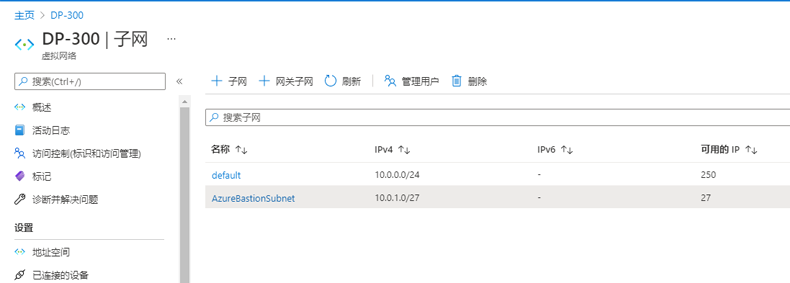 主页 > DP-300
DP-300 | 子网 ...
虚拟网络
搜索(Ctrl+/) «
概述
活动日志
访问控制(标识和访问管理)
标记
诊断并解决问题
设置
地址空间
已连接的设备
+ 子网 + 网关子网 刷新 管理用户 删除
搜索子网
名称 ↑↓ IPv4 ↑↓ IPv6 ↑↓ 可用的 IP ↑↓
default 10.0.0.0/24 - 250
AzureBastionSubnet 10.0.1.0/27 - 27